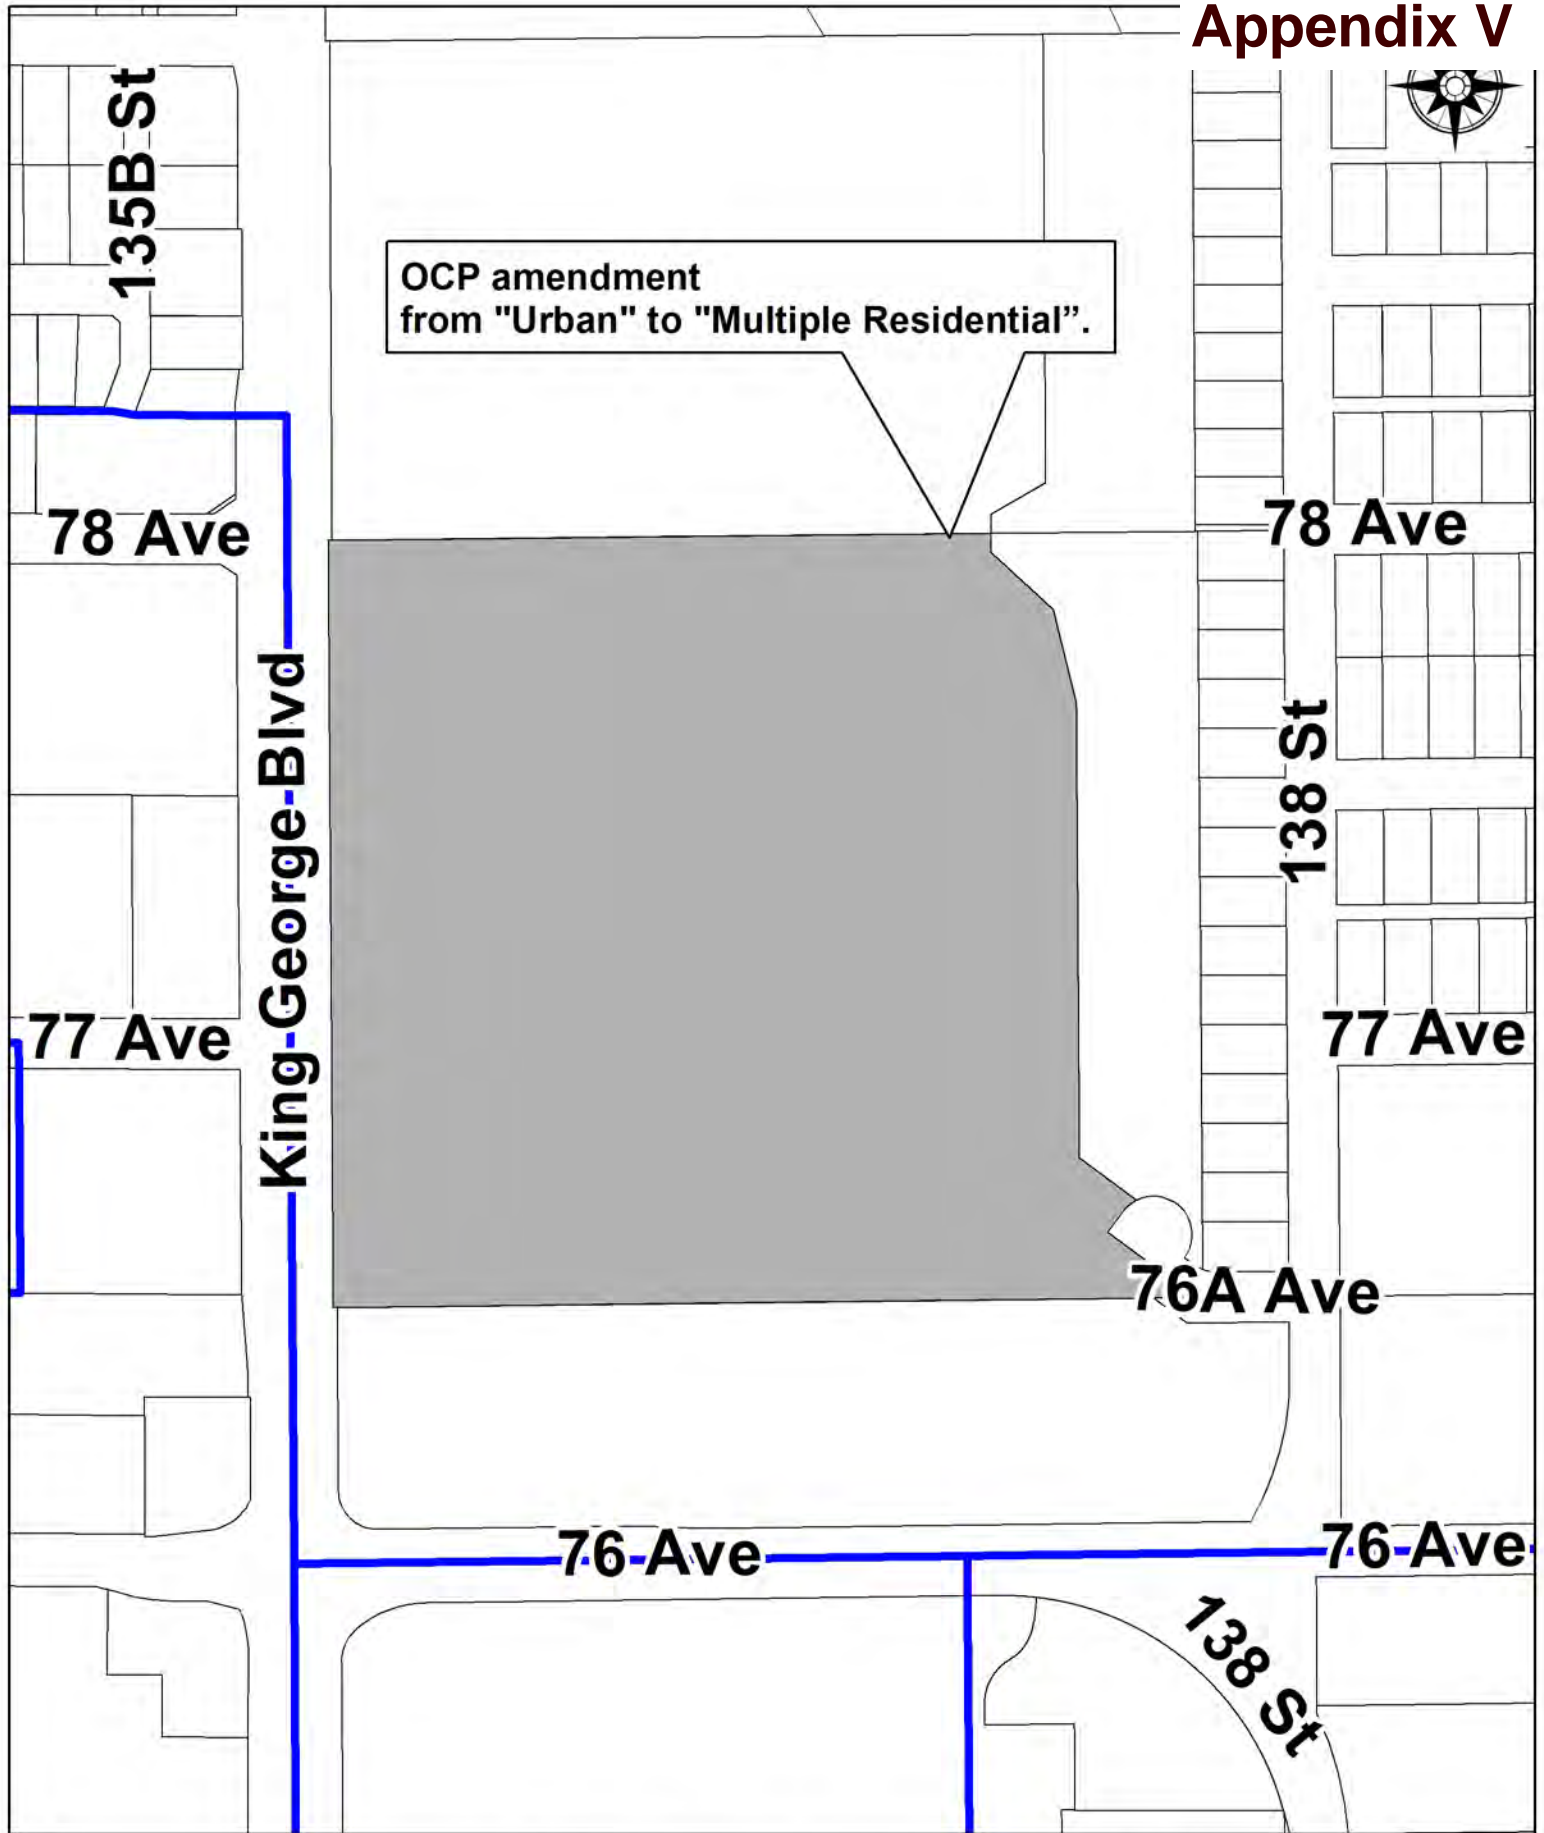 Appendix V
135B St
OCP amendment
from "Urban" to "Multiple Residential”.
78 Ave
78 Ave
King George Blvd
138 St
77 Ave
77 Ave
76A Ave
76 Ave
76 Ave
138 St